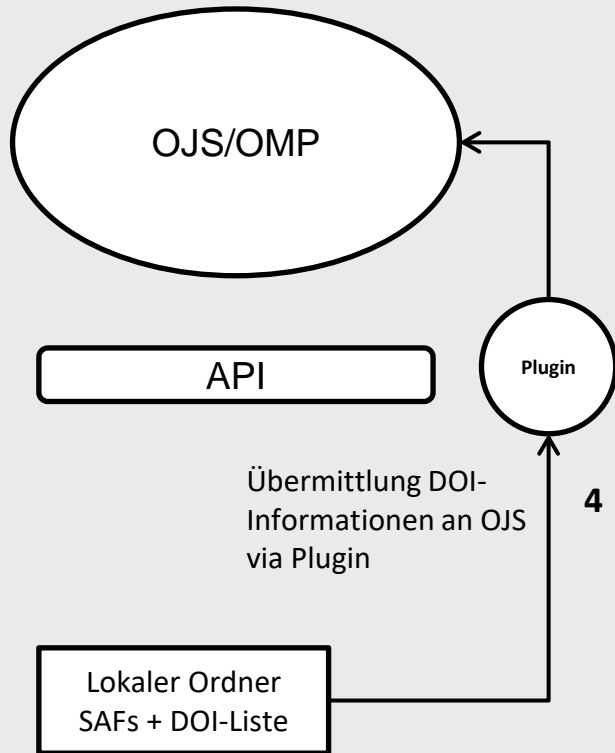 OJS/OMP
Plugin
API
Übermittlung DOI-
Informationen an OJS
via Plugin
4
Lokaler Ordner
SAFs + DOI-Liste